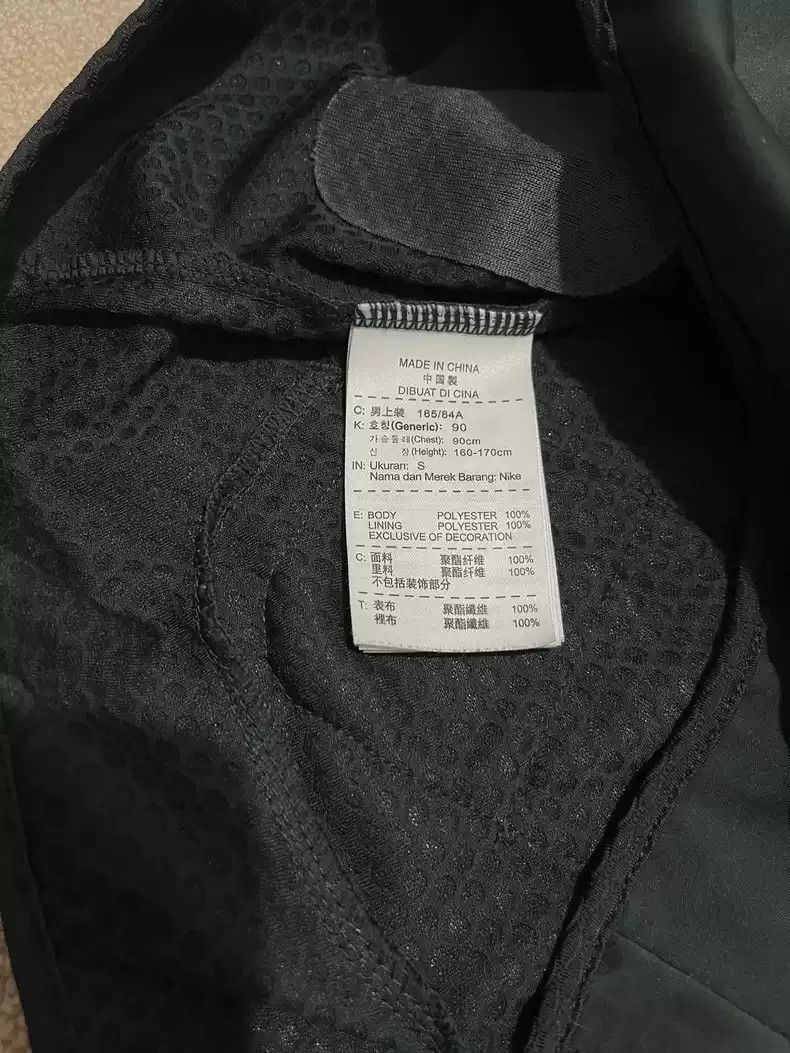 MADE IN CHINA
中国製
DIBUAT DI CINA
C: 男上装 165/84A
K: 호칭(Generic): 90
가슴둘레(Chest): 90cm
신 장(Height): 160-170cm
IN: Ukuran: S
Nama dan Merek Barang: Nike
E: BODY POLYESTER 100%
LINING POLYESTER 100%
EXCLUSIVE OF DECORATION
C: 面料 聚酯纤维 100%
里料 聚酯纤维 100%
不包括装饰部分
T: 表布 聚酯纖維 100%
裡布 聚酯纖維 100%